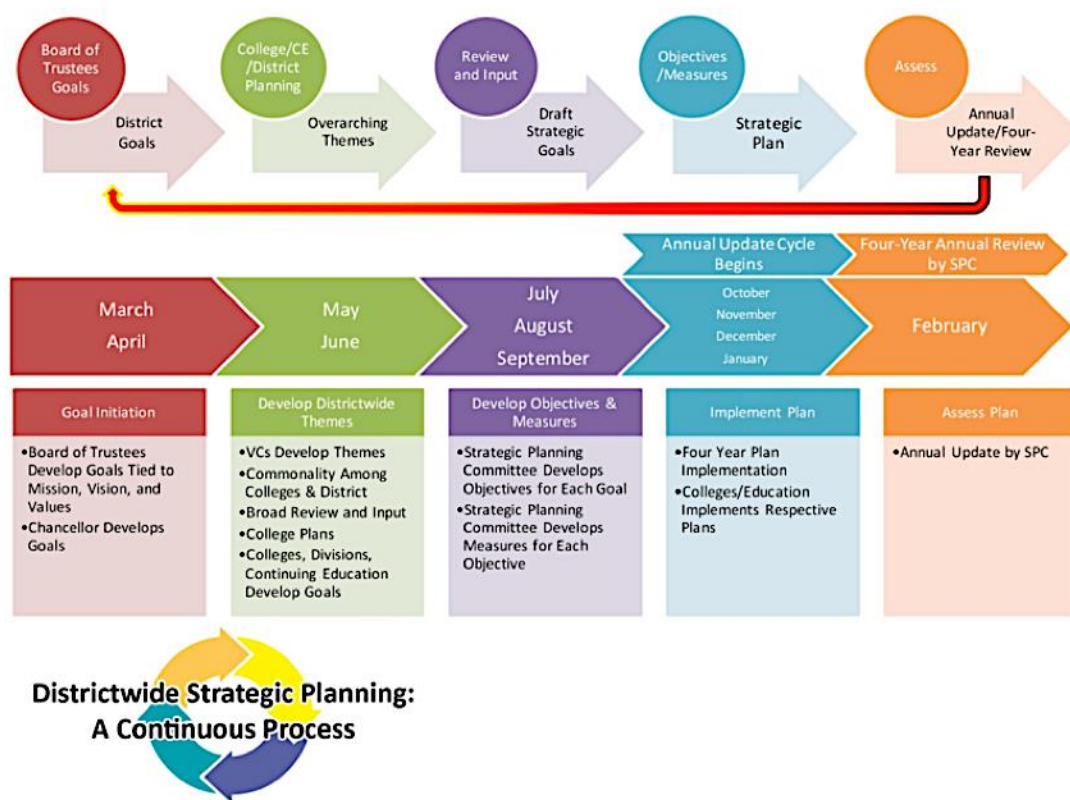 Board of
Trustees
Goals
District
Goals
College/CE
/District
Planning
Overarching
Themes
Review
and Input
Draft
Strategic
Goals
Objectives
/Measures
Strategic
Plan
Assess
Annual
Update/Four-
Year Review
Annual Update Cycle
Begins
Four-Year Annual Review
by SPC
March
April
May
June
July
August
September
October
November
December
January
February
Goal Initiation
•Board of Trustees
Develop Goals Tied to
Mission, Vision, and
Values
•Chancellor Develops
Goals
Develop Districtwide
Themes
•VCs Develop Themes
•Commonality Among
Colleges & District
•Broad Review and Input
•College Plans
•Colleges, Divisions,
Continuing Education
Develop Goals
Develop Objectives &
Measures
•Strategic Planning
Committee Develops
Objectives for Each Goal
•Strategic Planning
Committee Develops
Measures for Each
Objective
Implement Plan
•Four Year Plan
Implementation
•Colleges/Education
Implements Respective
Plans
Assess Plan
•Annual Update by SPC
Districtwide Strategic Planning:
A Continuous Process